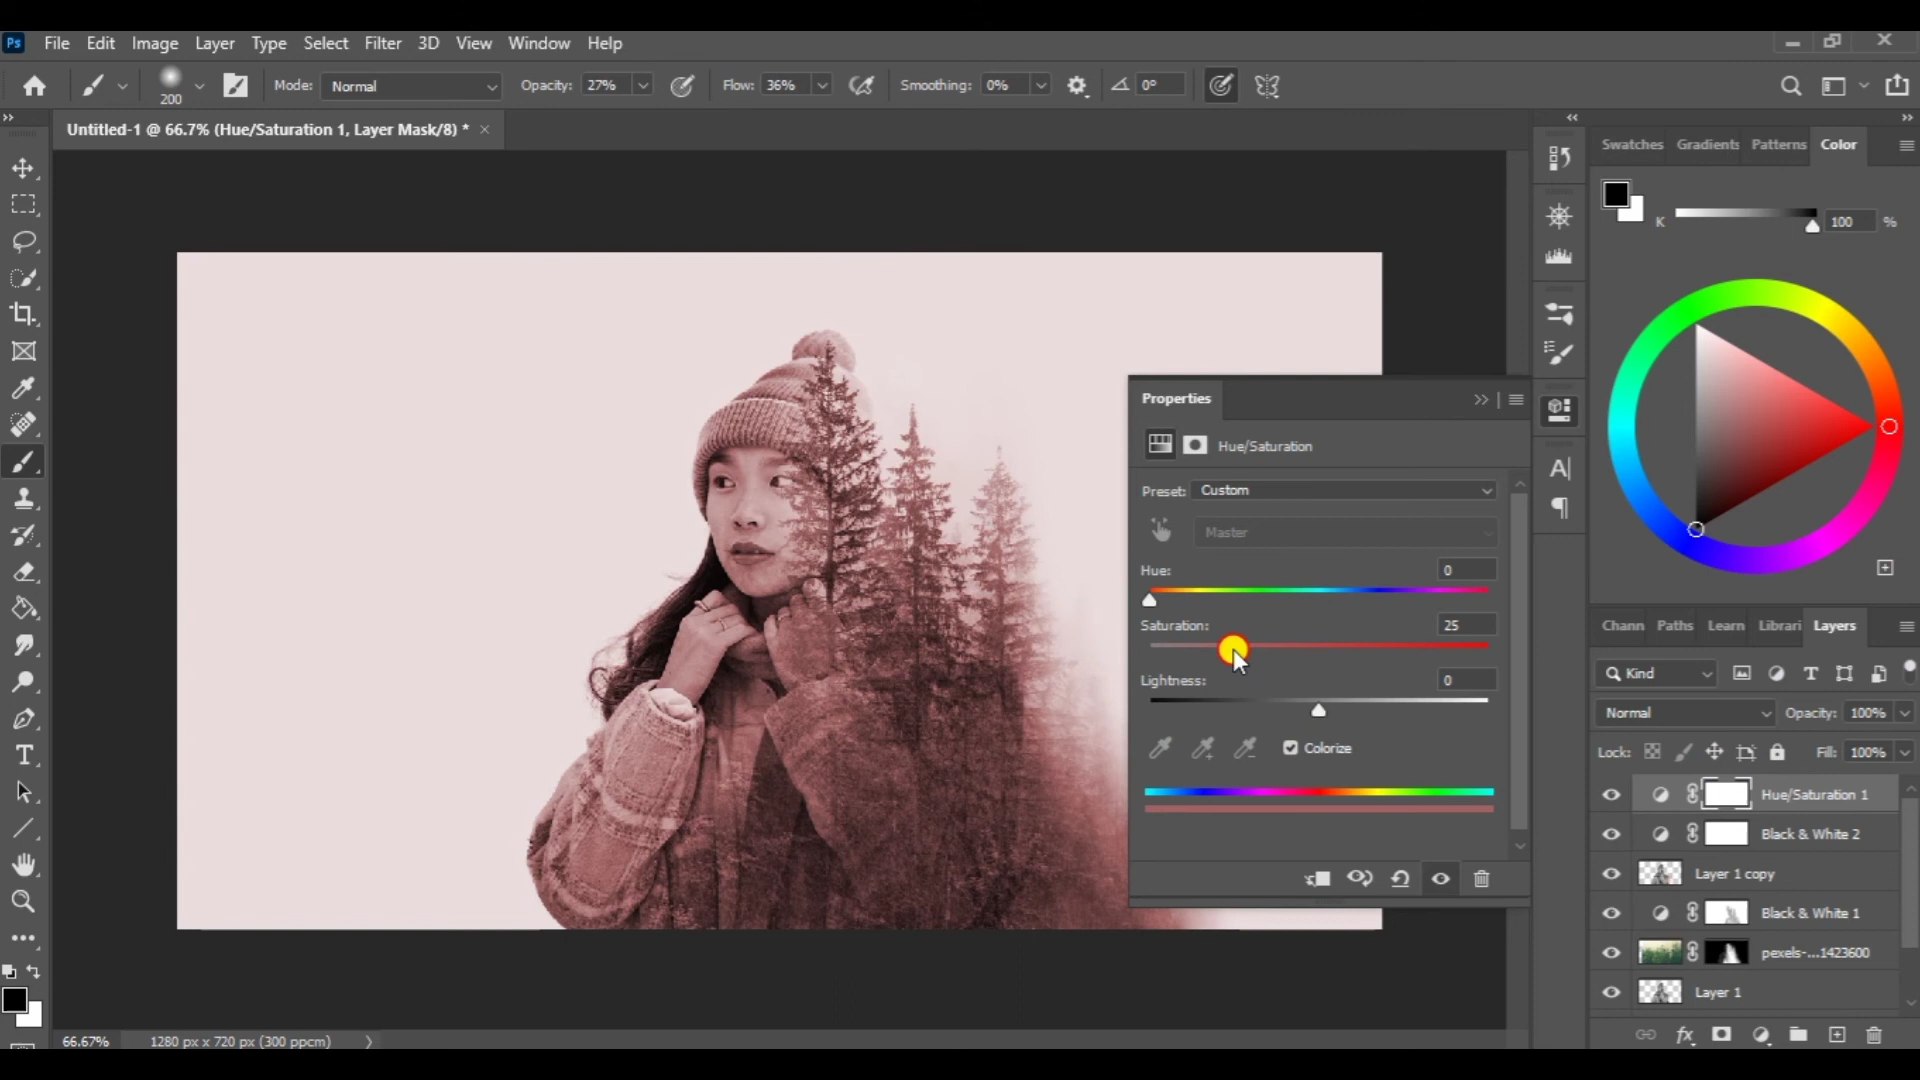 Ps File Edit Image Layer Type Select Filter 3D View Window Help
200 Mode: Normal Opacity: 27% Flow: 36% Smoothing: 0% 0°
Untitled-1 @ 66.7% (Hue/Saturation 1, Layer Mask/8) * ×
Swatches Gradients Patterns Color
K 100 %
Properties
Hue/Saturation
Preset: Custom
Master
Hue: 0
Saturation: 25
Lightness: 0
Colorize
Chann Paths Learn Librari Layers
Kind
Normal Opacity: 100%
Lock: Fill: 100%
Hue/Saturation 1
Black & White 2
Layer 1 copy
Black & White 1
pexels-...1423600
Layer 1
fx
66.67% 1280 px x 720 px (300 ppcm)